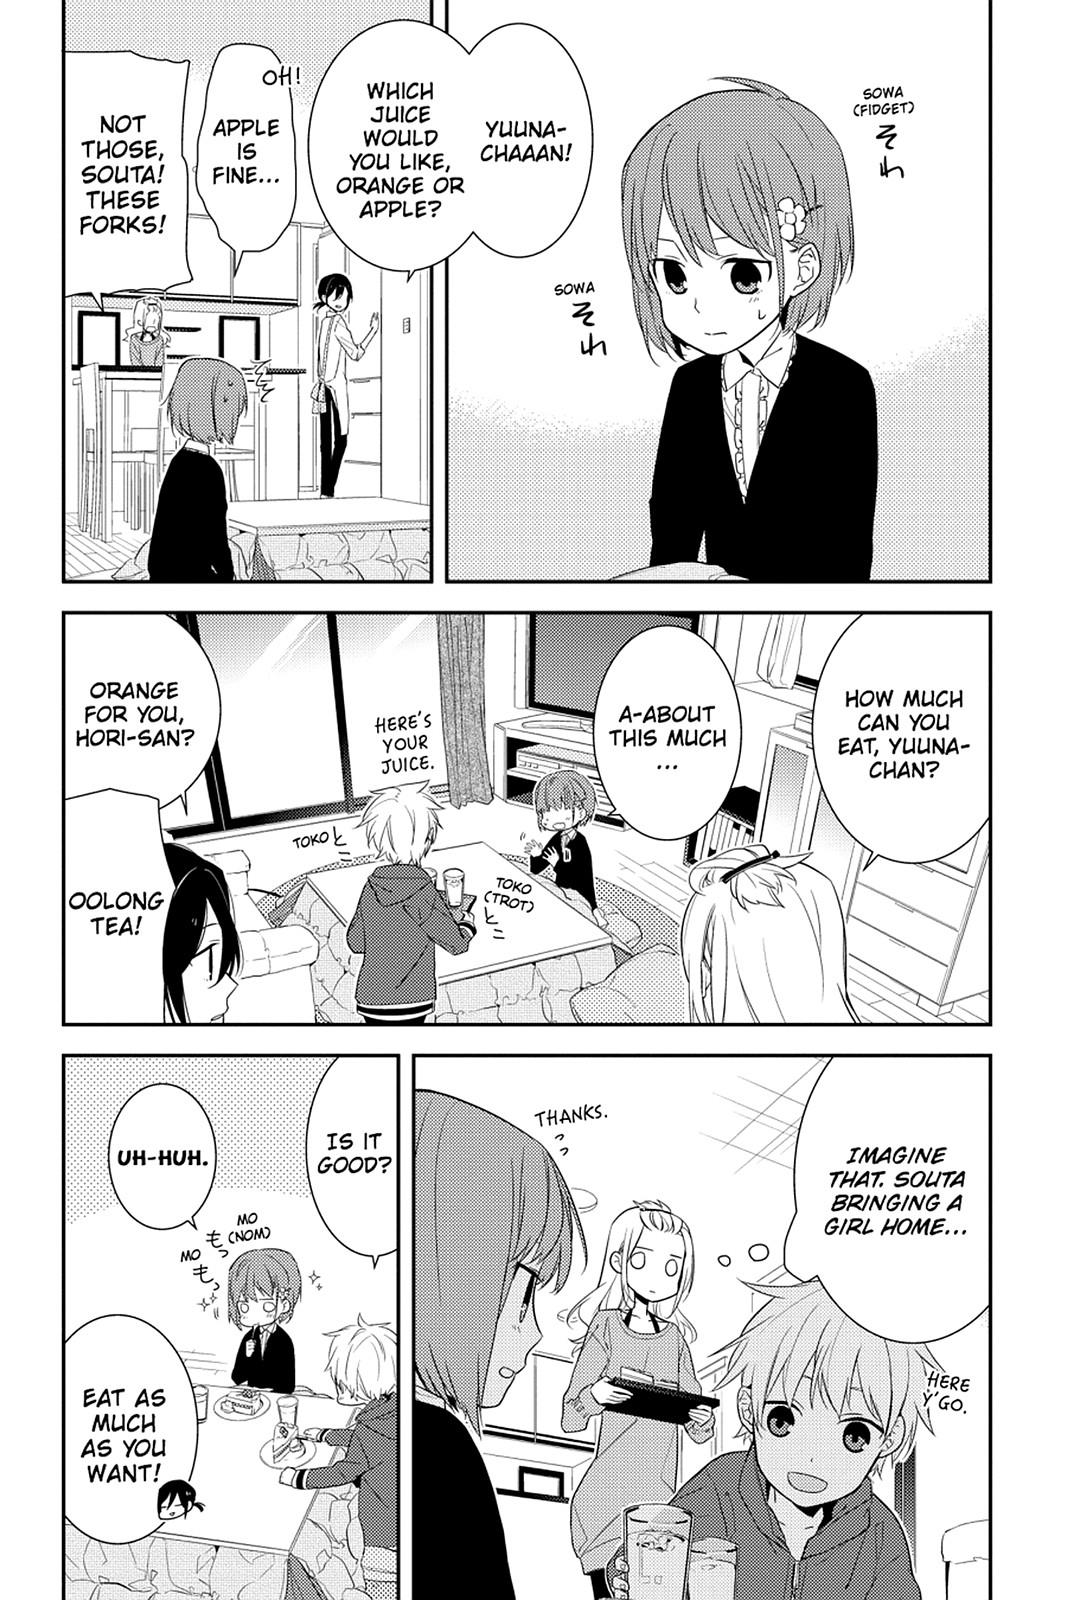 SOWA
(FIDGET)
そ
わ
SOWA
そ
わ
YUUNA-
CHAAAN!
WHICH
JUICE
WOULD
YOU LIKE,
ORANGE OR
APPLE?
OH!
APPLE
IS
FINE...
NOT
THOSE,
SOUTA!
THESE
FORKS!
HOW MUCH
CAN YOU
EAT, YUUNA-
CHAN?
A-ABOUT
THIS MUCH
...
HERE'S
YOUR
JUICE.
TOKO
と
TOKO
(TROT)
と
ORANGE
FOR YOU,
HORI-SAN?
OOLONG
TEA!
IMAGINE
THAT. SOUTA
BRINGING A
GIRL HOME...
THANKS.
HERE
Y'GO.
IS IT
GOOD?
UH-HUH.
MO
(NOM)
もっ
MO
もっ
EAT AS
MUCH
AS YOU
WANT!